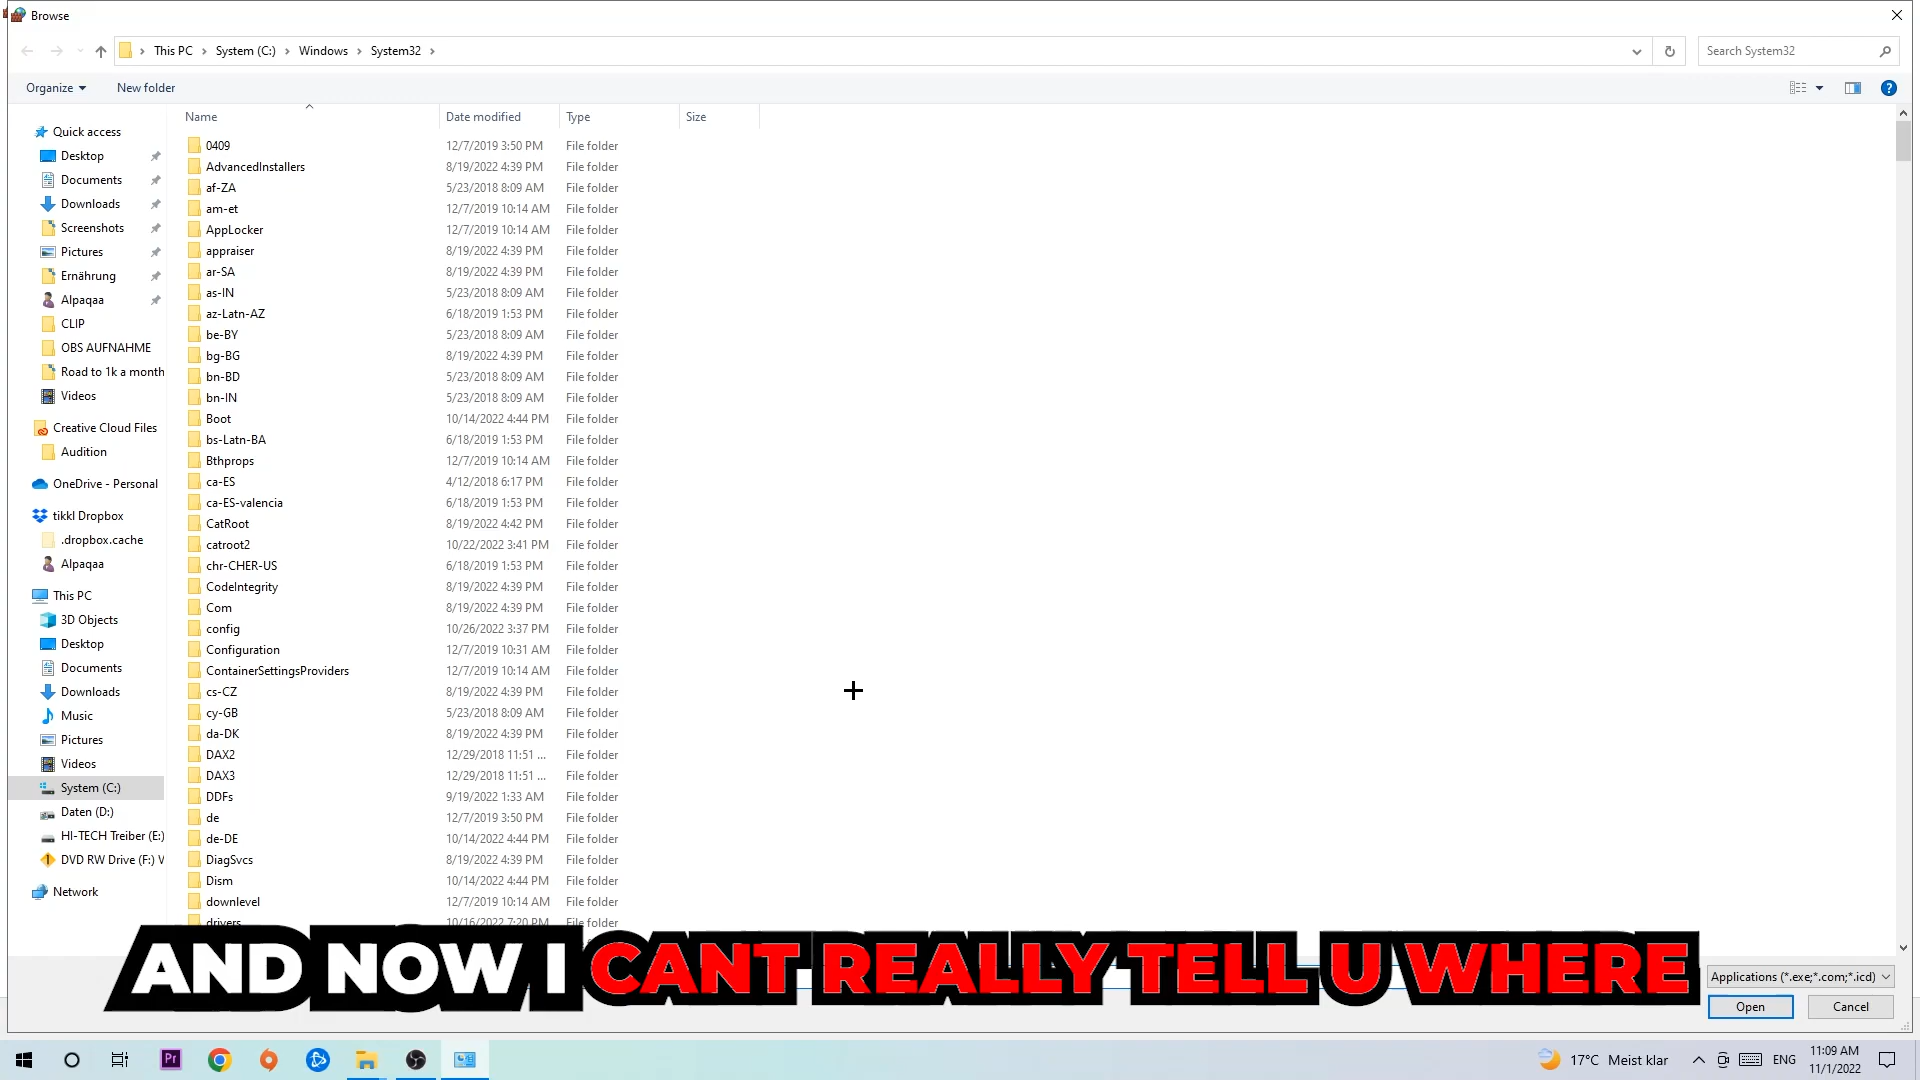 Browse
This PC > System (C:) > Windows > System32 >
Search System32
Organize
New folder
Name
Date modified
Type
Size
Quick access
Desktop
Documents
Downloads
Screenshots
Pictures
Ernährung
Alpaqaa
CLIP
OBS AUFNAHME
Road to 1k a month
Videos
Creative Cloud Files
Audition
OneDrive - Personal
tikkl Dropbox
.dropbox.cache
Alpaqaa
This PC
3D Objects
Desktop
Documents
Downloads
Music
Pictures
Videos
System (C:)
Daten (D:)
HI-TECH Treiber (E:)
DVD RW Drive (F:) V
Network
0409 12/7/2019 3:50 PM File folder
AdvancedInstallers 8/19/2022 4:39 PM File folder
af-ZA 5/23/2018 8:09 AM File folder
am-et 12/7/2019 10:14 AM File folder
AppLocker 12/7/2019 10:14 AM File folder
appraiser 8/19/2022 4:39 PM File folder
ar-SA 8/19/2022 4:39 PM File folder
as-IN 5/23/2018 8:09 AM File folder
az-Latn-AZ 6/18/2019 1:53 PM File folder
be-BY 5/23/2018 8:09 AM File folder
bg-BG 8/19/2022 4:39 PM File folder
bn-BD 5/23/2018 8:09 AM File folder
bn-IN 5/23/2018 8:09 AM File folder
Boot 10/14/2022 4:44 PM File folder
bs-Latn-BA 6/18/2019 1:53 PM File folder
Bthprops 12/7/2019 10:14 AM File folder
ca-ES 4/12/2018 6:17 PM File folder
ca-ES-valencia 6/18/2019 1:53 PM File folder
CatRoot 8/19/2022 4:42 PM File folder
catroot2 10/22/2022 3:41 PM File folder
chr-CHER-US 6/18/2019 1:53 PM File folder
CodeIntegrity 8/19/2022 4:39 PM File folder
Com 8/19/2022 4:39 PM File folder
config 10/26/2022 3:37 PM File folder
Configuration 12/7/2019 10:31 AM File folder
ContainerSettingsProviders 12/7/2019 10:14 AM File folder
cs-CZ 8/19/2022 4:39 PM File folder
cy-GB 5/23/2018 8:09 AM File folder
da-DK 8/19/2022 4:39 PM File folder
DAX2 12/29/2018 11:51 ... File folder
DAX3 12/29/2018 11:51 ... File folder
DDFs 9/19/2022 1:33 AM File folder
de 12/7/2019 3:50 PM File folder
de-DE 10/14/2022 4:44 PM File folder
DiagSvcs 8/19/2022 4:39 PM File folder
Dism 10/14/2022 4:44 PM File folder
downlevel 12/7/2019 10:14 AM File folder
drivers 10/16/2022 7:20 PM File folder
AND NOW I CANT REALLY TELL U WHERE
Applications (*.exe;*.com;*.icd)
Open
Cancel
Pr
17°C Meist klar
ENG
11:09 AM
11/1/2022